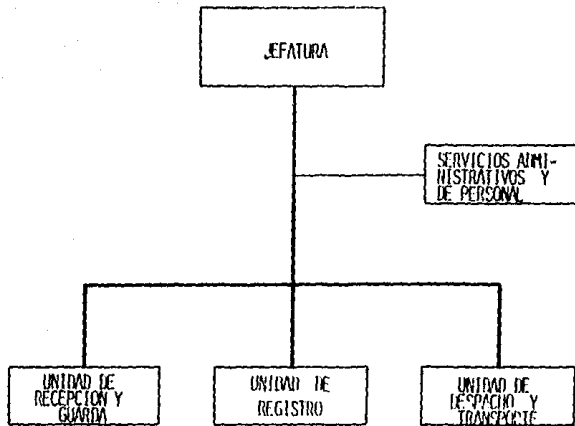 JEFATURA
SERVICIOS ADMI-
NISTRATIVOS Y
DE PERSONAL
UNIDAD DE
RECEPCION Y
GUARDA
UNIDAD DE
REGISTRO
UNIDAD DE
DESPACHO Y
TRANSPORTE